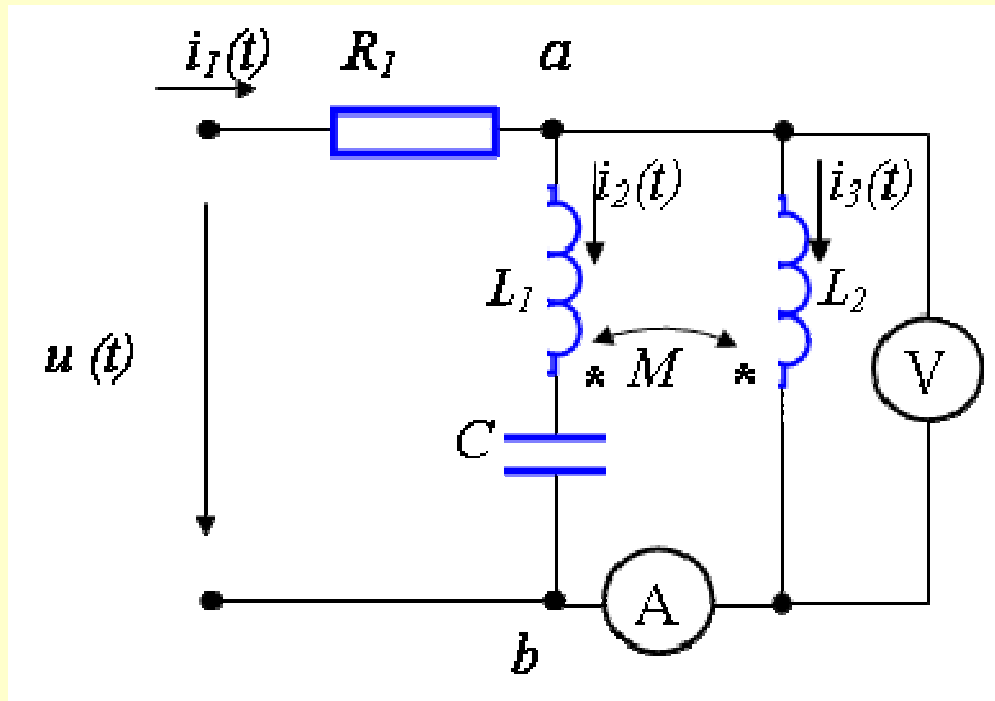 i₁(t) R₁ a
i₂(t) i₃(t)
L₁ L₂
u (t) * M * V
C
A
b